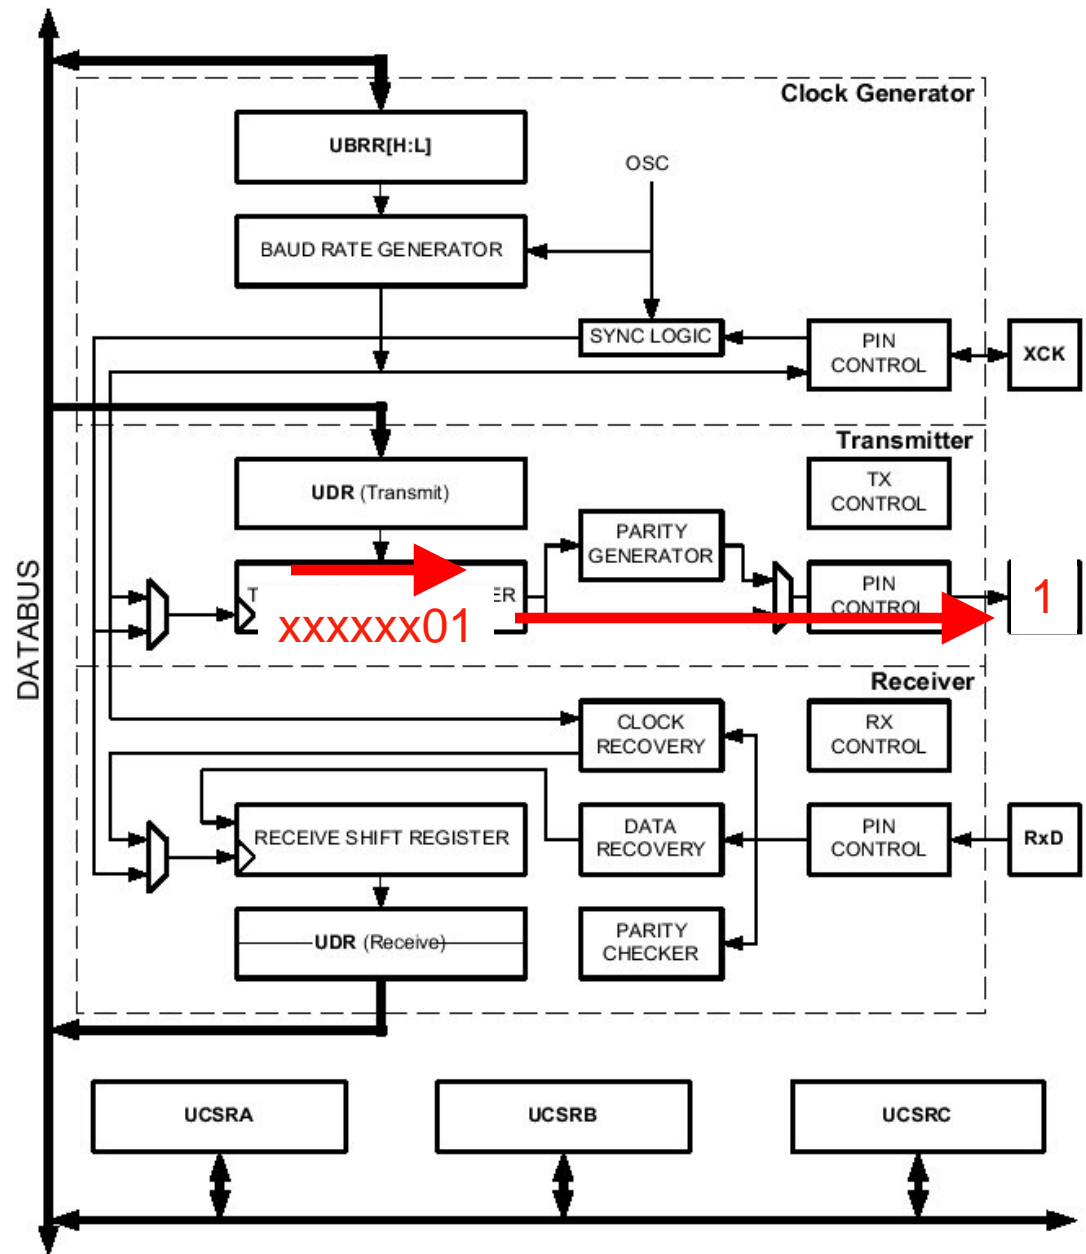 Clock Generator
UBRR[H:L]
OSC
BAUD RATE GENERATOR
SYNC LOGIC
PIN
CONTROL
XCK
DATABUS
Transmitter
UDR (Transmit)
TX
CONTROL
PARITY
GENERATOR
T
ER
xxxxxx01
PIN
CONTROL
1
Receiver
CLOCK
RECOVERY
RX
CONTROL
RECEIVE SHIFT REGISTER
DATA
RECOVERY
PIN
CONTROL
RxD
UDR (Receive)
PARITY
CHECKER
UCSRA
UCSRB
UCSRC